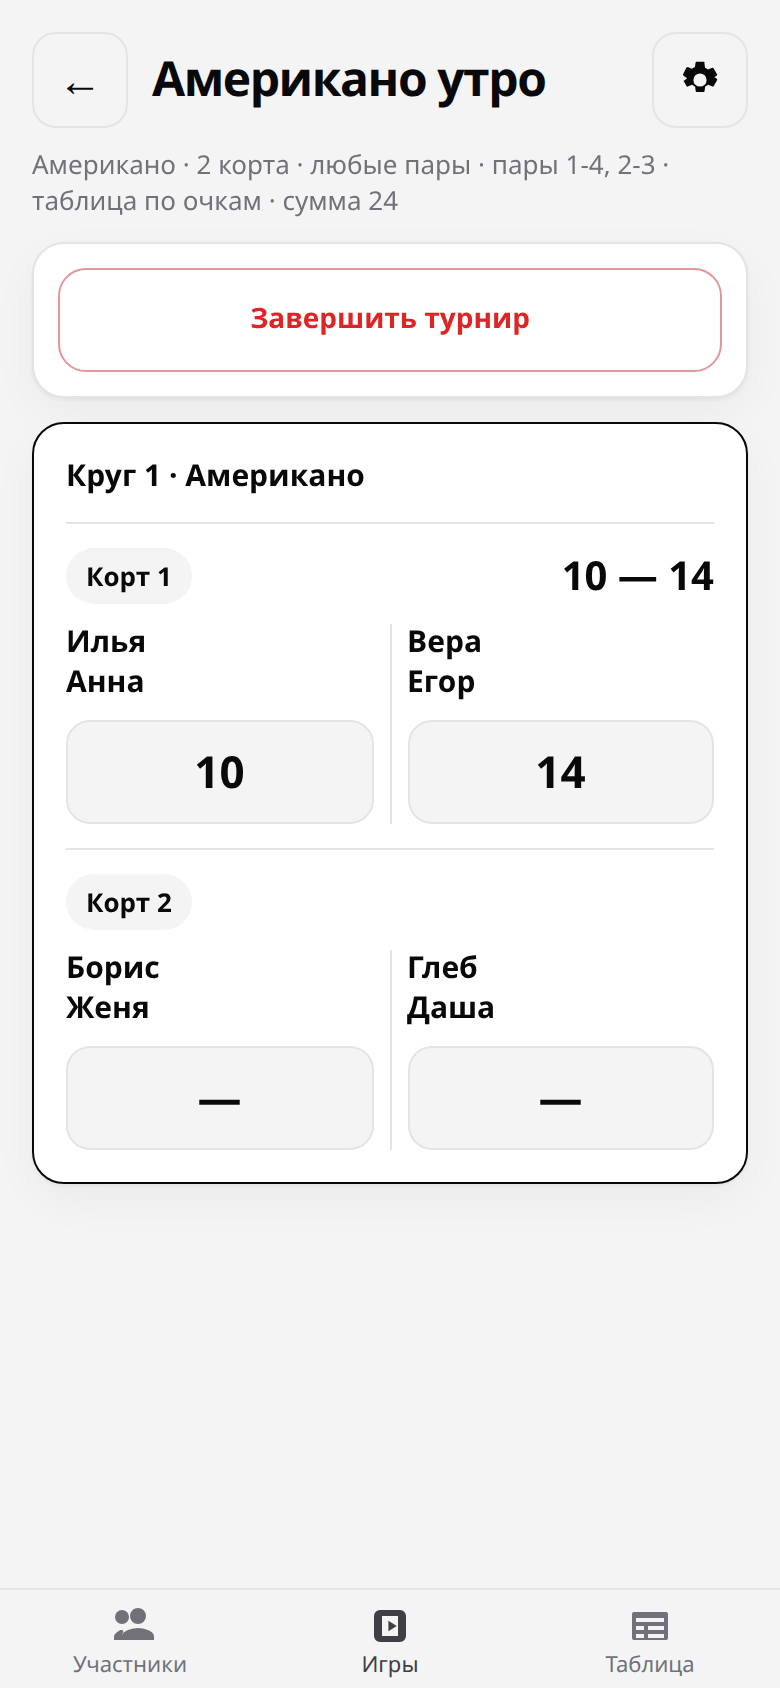 ← Американо утро
Американо · 2 корта · любые пары · пары 1-4, 2-3 ·
таблица по очкам · сумма 24
Завершить турнир
Круг 1 · Американо
Корт 1 10 — 14
Илья Вера
Анна Егор
10 14
Корт 2
Борис Глеб
Женя Даша
— —
Участники Игры Таблица